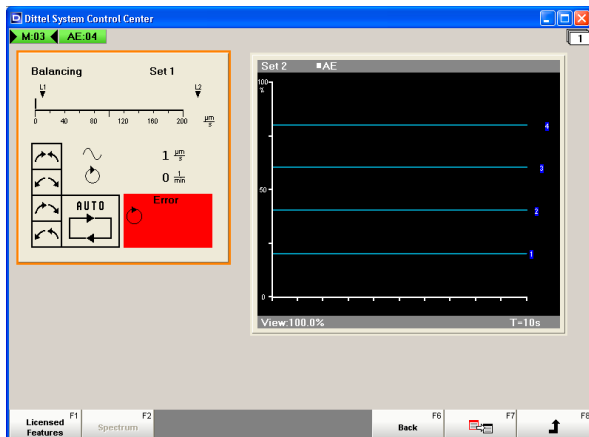 Dittel System Control Center
M:03 AE:04
1
Balancing Set 1
L1 L2
0 40 80 120 160 200 µm/s
1 µm/s
0 1/min
AUTO
Error
Set 2 AE
100
%
4
3
50
2
1
0
View:100.0% T=10s
F1 F2 F6 F7 F8
Licensed
Features
Spectrum
Back